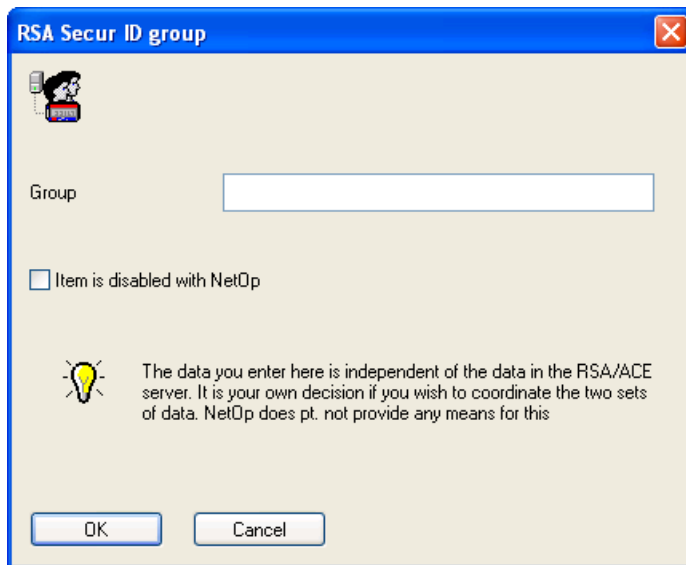 RSA Secur ID group
Group
Item is disabled with NetOp
The data you enter here is independent of the data in the RSA/ACE
server. It is your own decision if you wish to coordinate the two sets
of data. NetOp does pt. not provide any means for this
OK Cancel